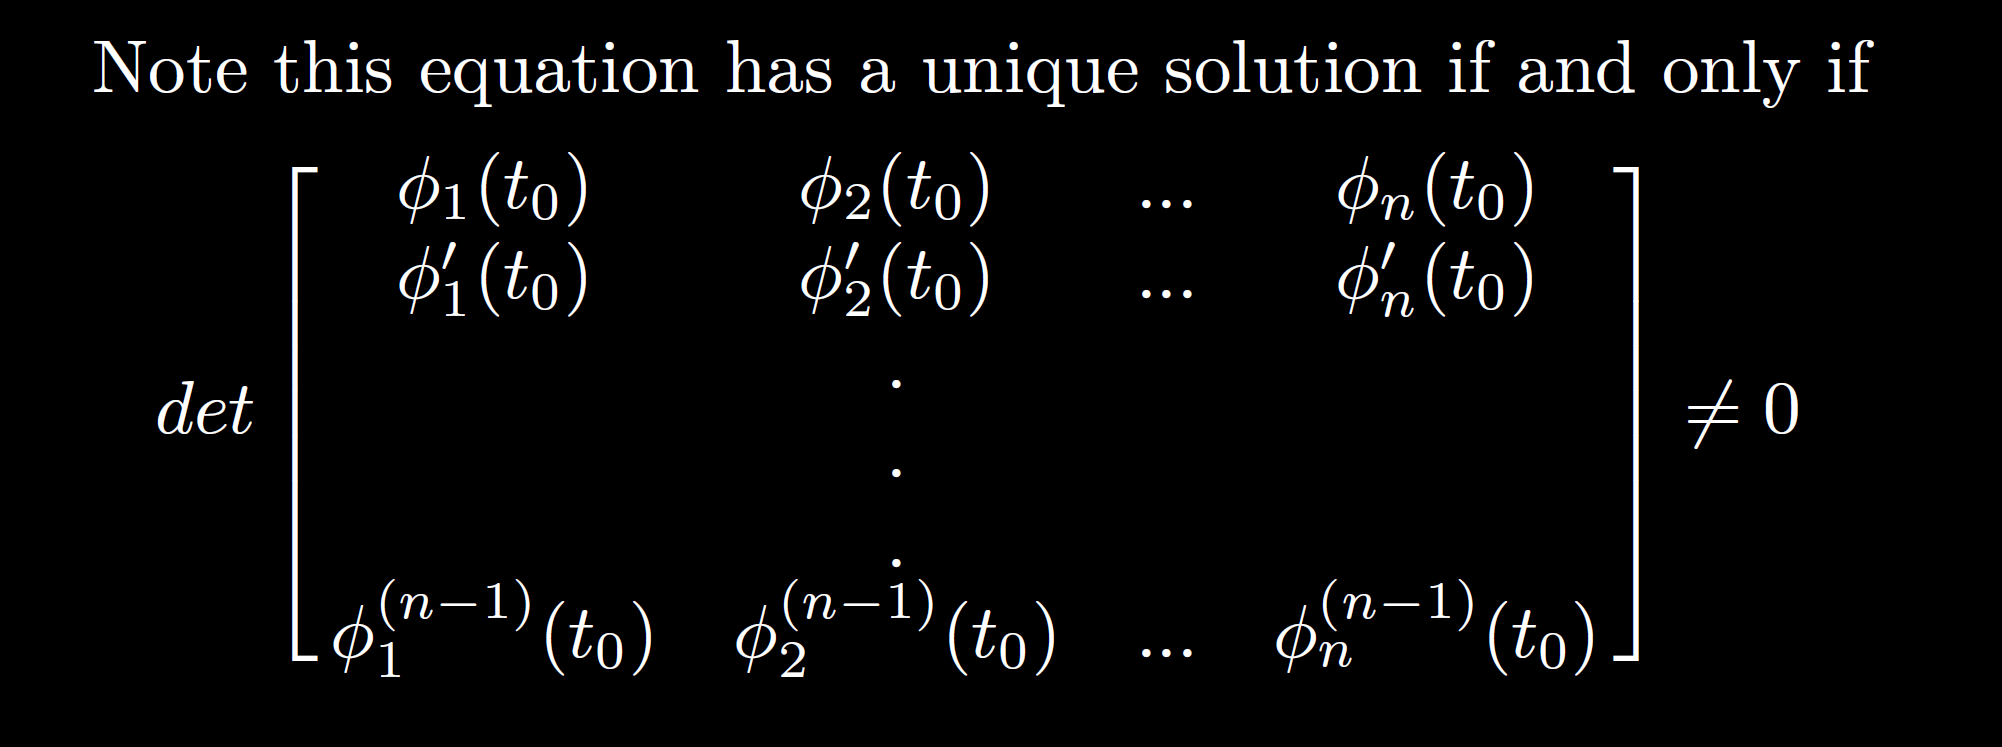 Note this equation has a unique solution if and only if
ϕ₁(t₀) ϕ₂(t₀) ... ϕₙ(t₀)
ϕ′₁(t₀) ϕ′₂(t₀) ... ϕ′ₙ(t₀)
.
det ≠ 0
.
.
ϕ₁⁽ⁿ⁻¹⁾(t₀) ϕ₂⁽ⁿ⁻¹⁾(t₀) ... ϕₙ⁽ⁿ⁻¹⁾(t₀)